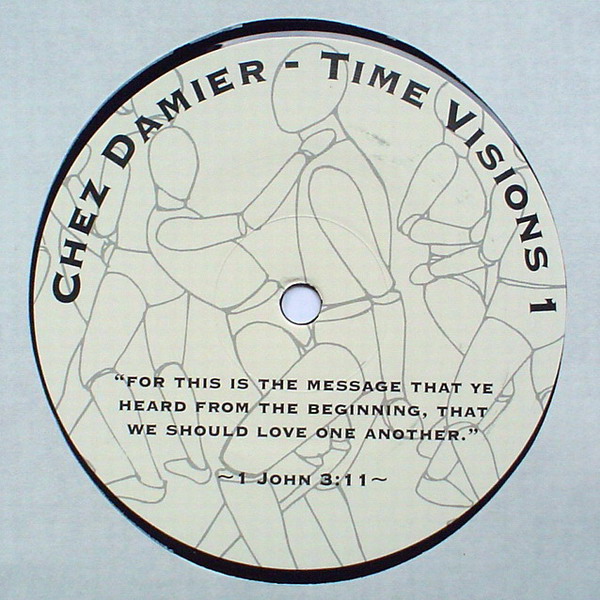 CHEZ DAMIER - TIME VISIONS 1
“FOR THIS IS THE MESSAGE THAT YE
HEARD FROM THE BEGINNING, THAT
WE SHOULD LOVE ONE ANOTHER.”
~1 JOHN 3:11~